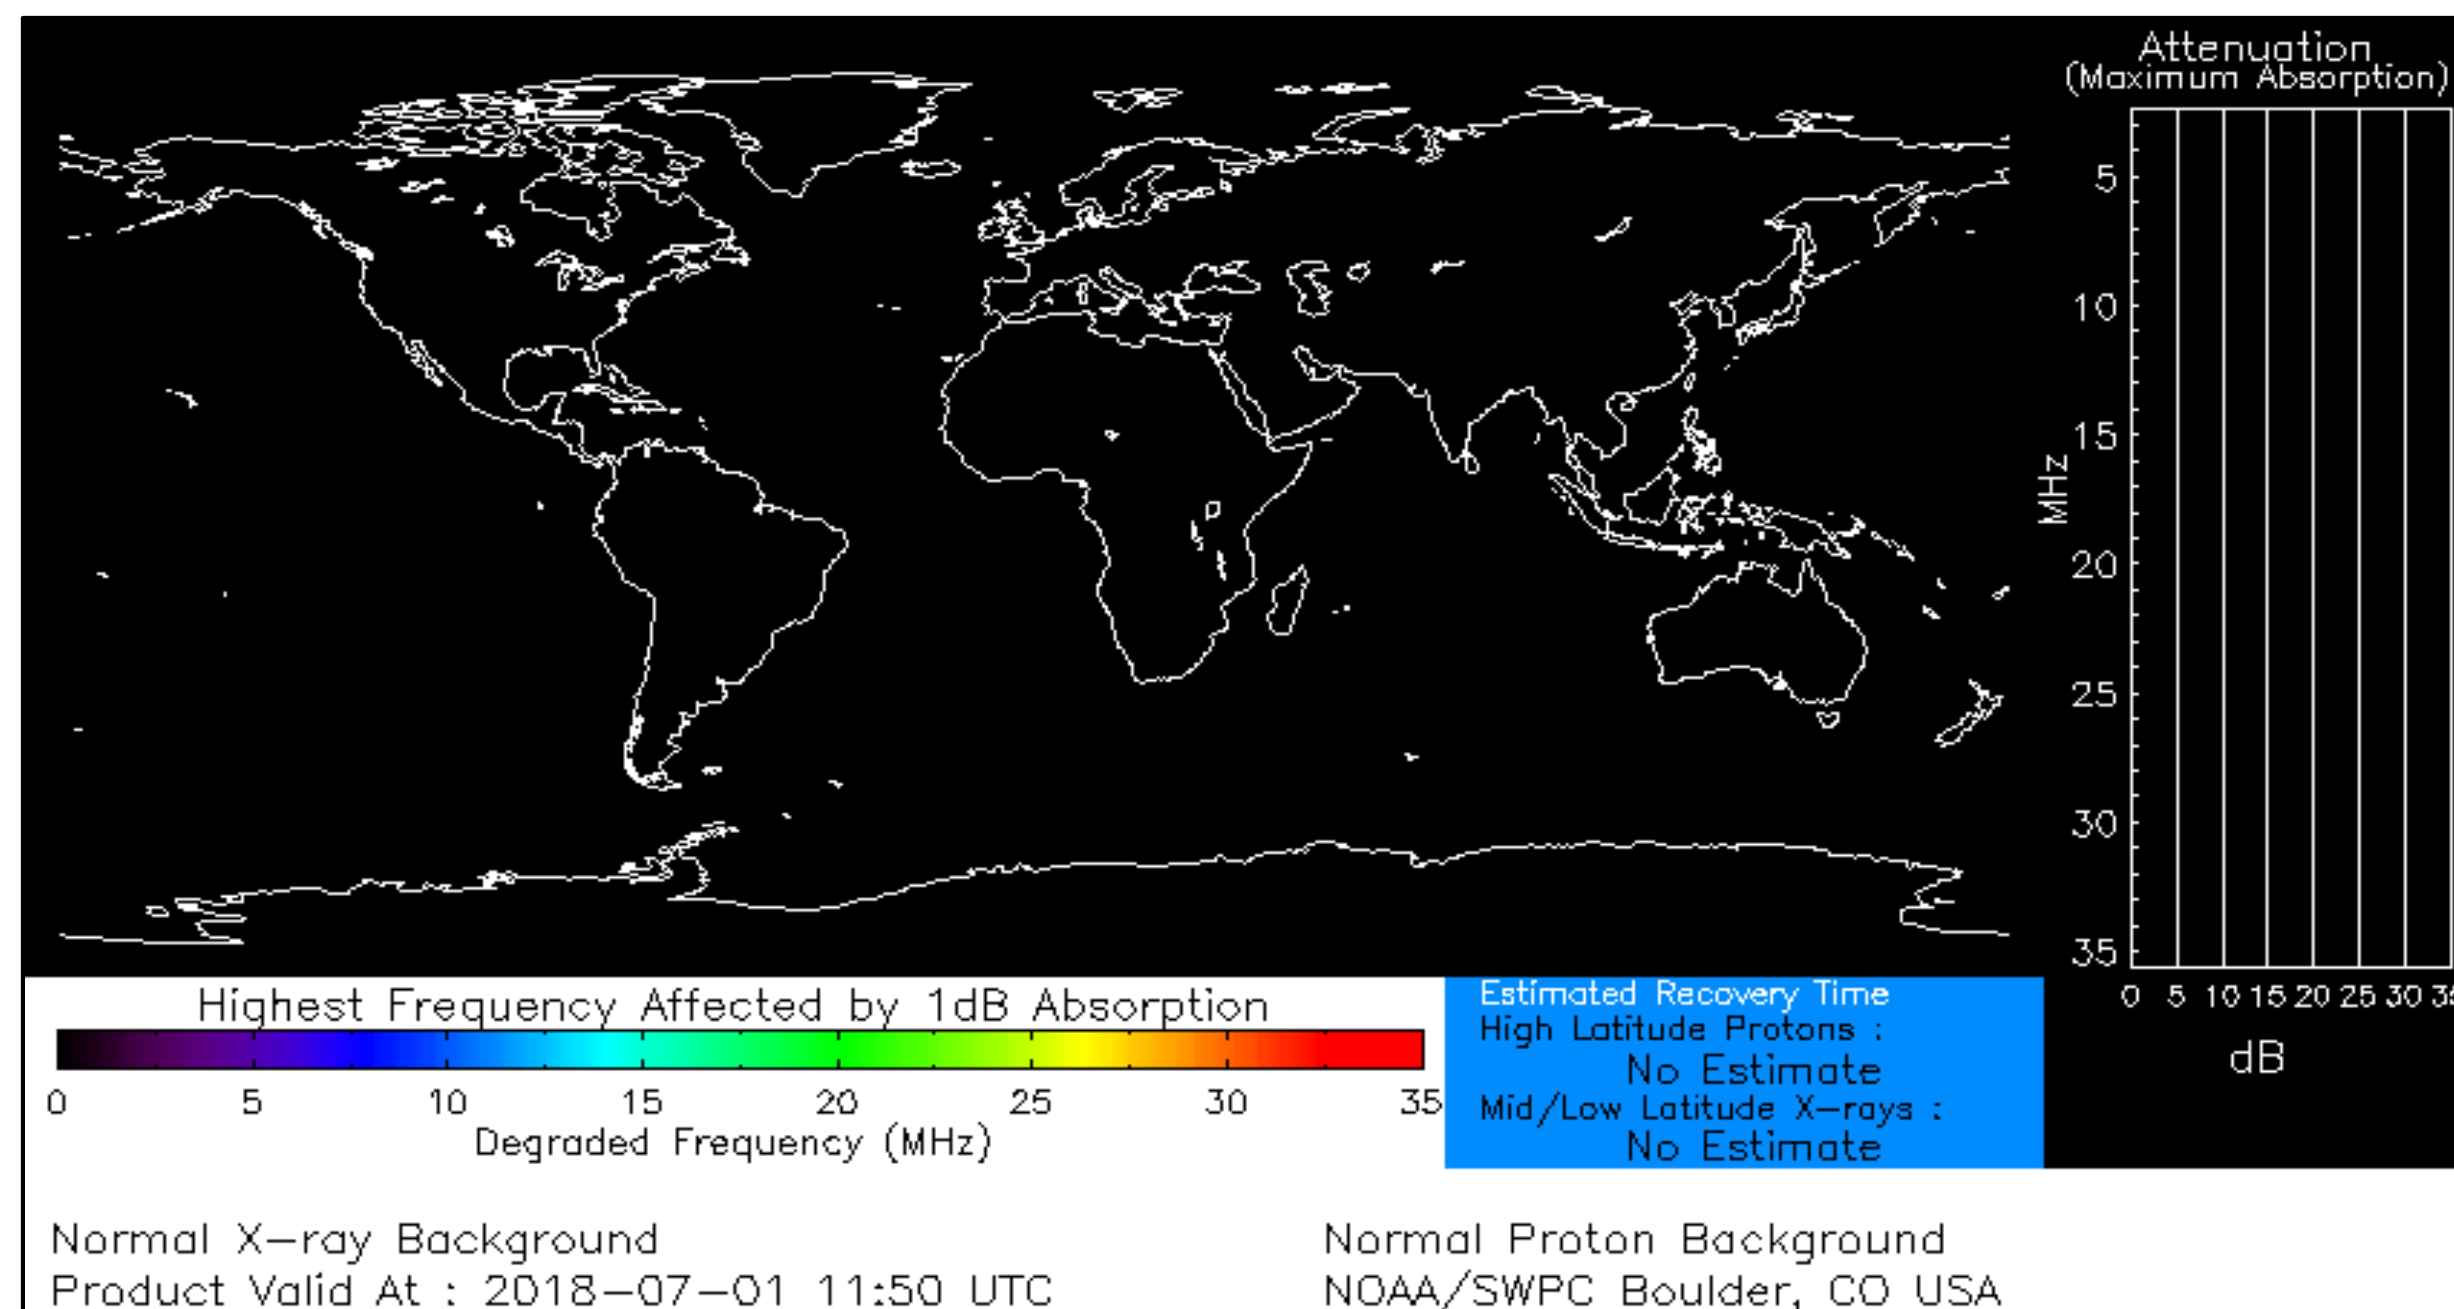 Attenuation
(Maximum Absorption)
5
10
15
20
25
30
35
MHz
0 5 10 15 20 25 30
dB
Highest Frequency Affected by 1dB Absorption
0 5 10 15 20 25 30 35
Degraded Frequency (MHz)
Estimated Recovery Time
High Latitude Protons :
No Estimate
Mid/Low Latitude X-rays :
No Estimate
Normal X-ray Background
Normal Proton Background
Product Valid At : 2018-07-01 11:50 UTC
NOAA/SWPC Boulder, CO USA